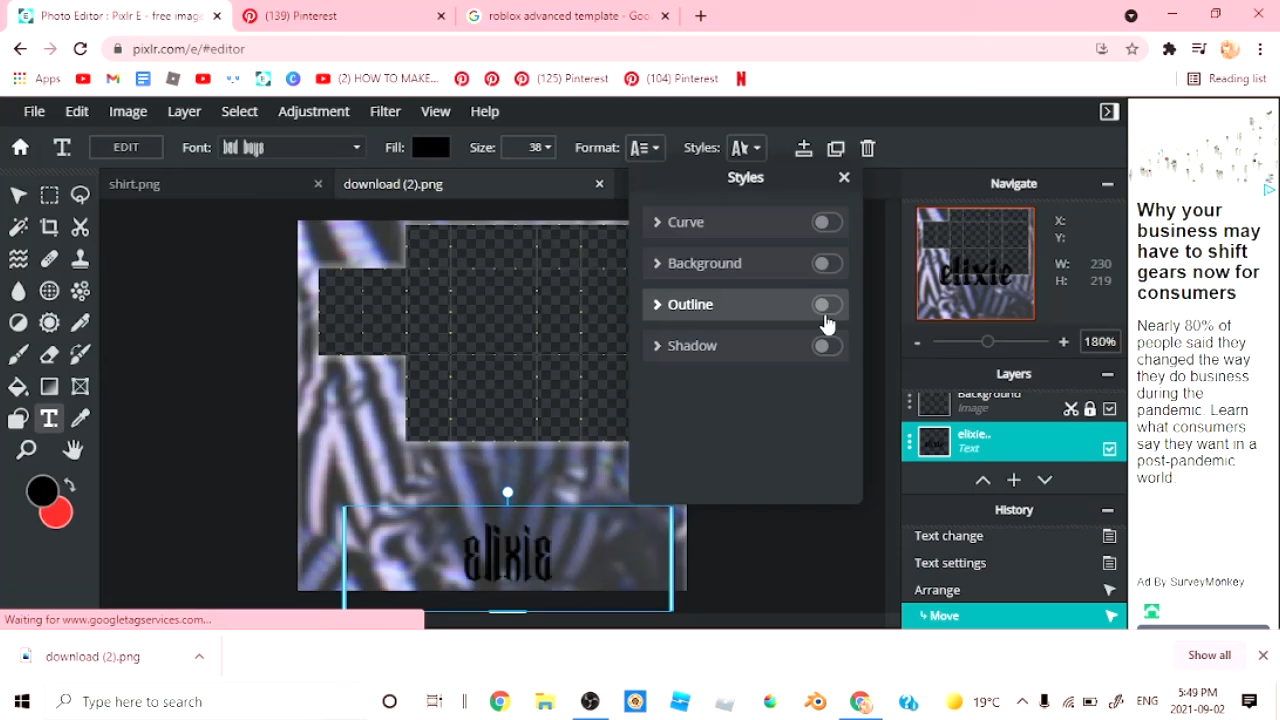 Photo Editor : Pixlr E - free imag
(139) Pinterest
roblox advanced template - Goo
pixlr.com/e/#editor
Apps
(2) HOW TO MAKE...
(125) Pinterest
(104) Pinterest
Reading list
File Edit Image Layer Select Adjustment Filter View Help
EDIT Font: bad boys Fill: Size: 38 Format: Styles:
shirt.png
download (2).png
Styles
Curve
Background
Outline
Shadow
elixie
Navigate
elixie
X:
Y:
W: 230
H: 219
180%
Layers
Background
Image
elixie..
Text
History
Text change
Text settings
Arrange
Move
Why your
business may
have to shift
gears now for
consumers
Nearly 80% of
people said they
changed the way
they do business
during the
pandemic. Learn
what consumers
say they want in a
post-pandemic
world.
Ad By SurveyMonkey
Waiting for www.googletagservices.com...
download (2).png
Show all
Type here to search
19°C
ENG
5:49 PM
2021-09-02